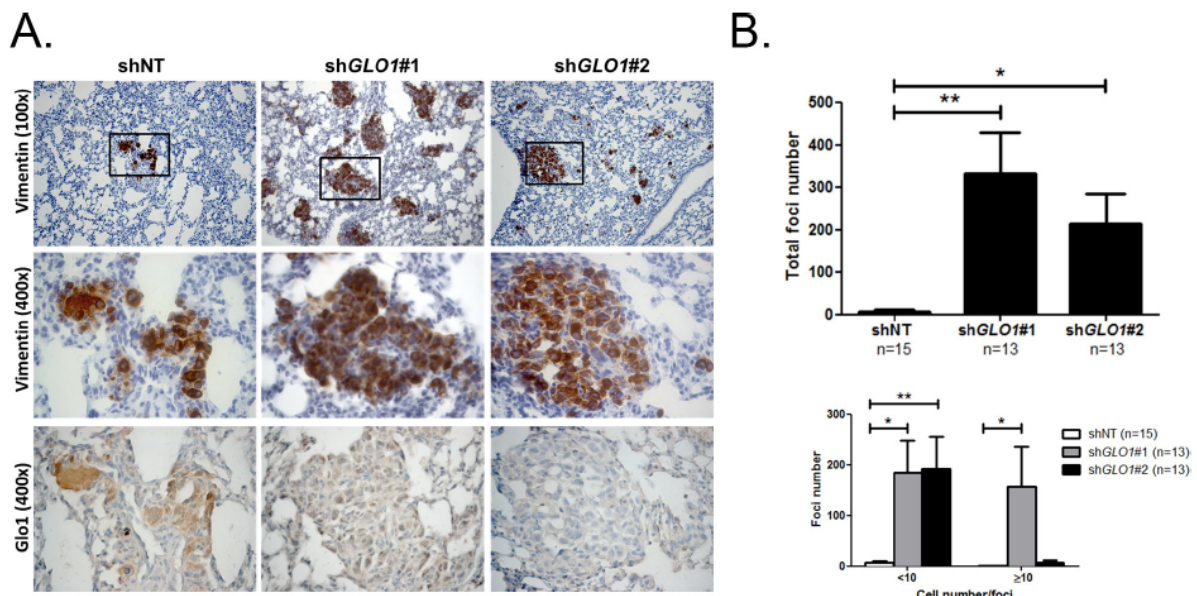 A.
shNT
shGLO1#1
shGLO1#2
Vimentin (100x)
Vimentin (400x)
Glo1 (400x)
B.
*
**
Total foci number
500
400
300
200
100
0
shNT
shGLO1#1
shGLO1#2
n=15
n=13
n=13
**
*
*
Foci number
300
200
100
0
<10
≥10
Cell number/foci
shNT (n=15)
shGLO1#1 (n=13)
shGLO1#2 (n=13)